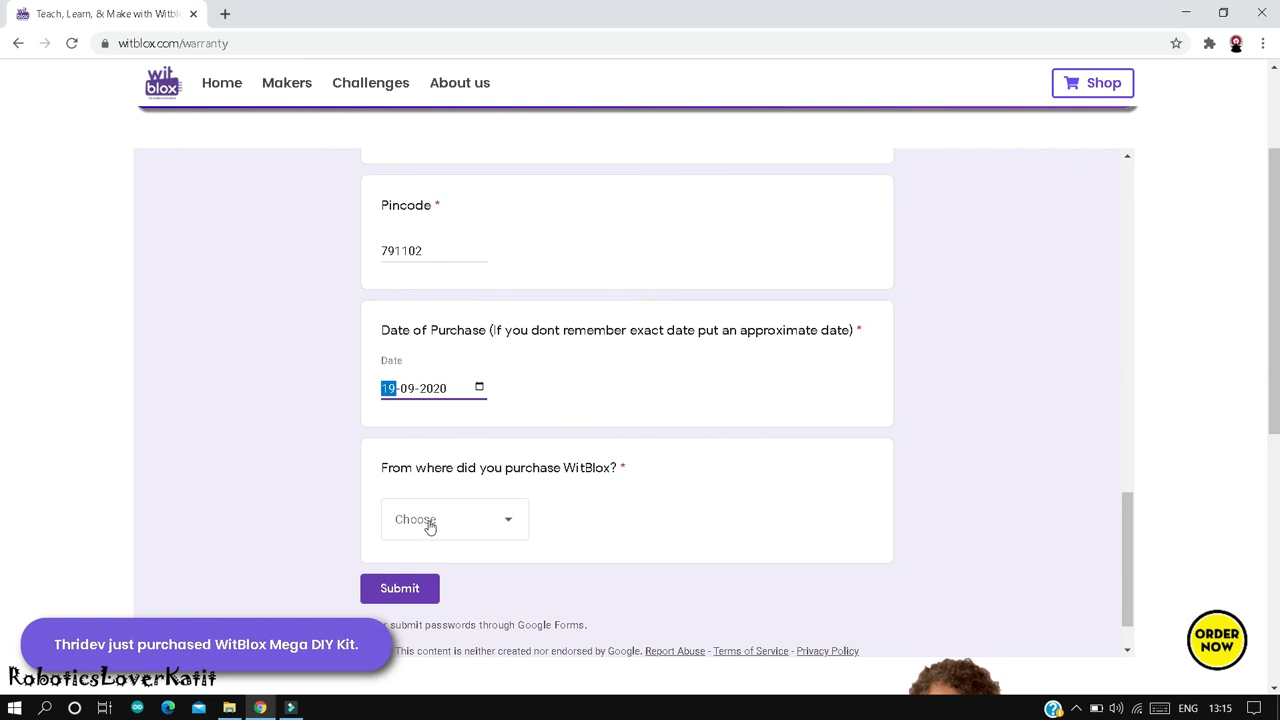 Teach, Learn, & Make with Witbl
witblox.com/warranty
wit
blox
Home
Makers
Challenges
About us
Shop
Pincode *
791102
Date of Purchase (If you dont remember exact date put an approximate date) *
Date
19-09-2020
From where did you purchase WitBlox? *
Choose
Submit
submit passwords through Google Forms.
Thridev just purchased WitBlox Mega DIY Kit.
This content is neither created nor endorsed by Google. Report Abuse - Terms of Service - Privacy Policy
ORDER
NOW
RoboticsLoverKatit
ENG
13:15